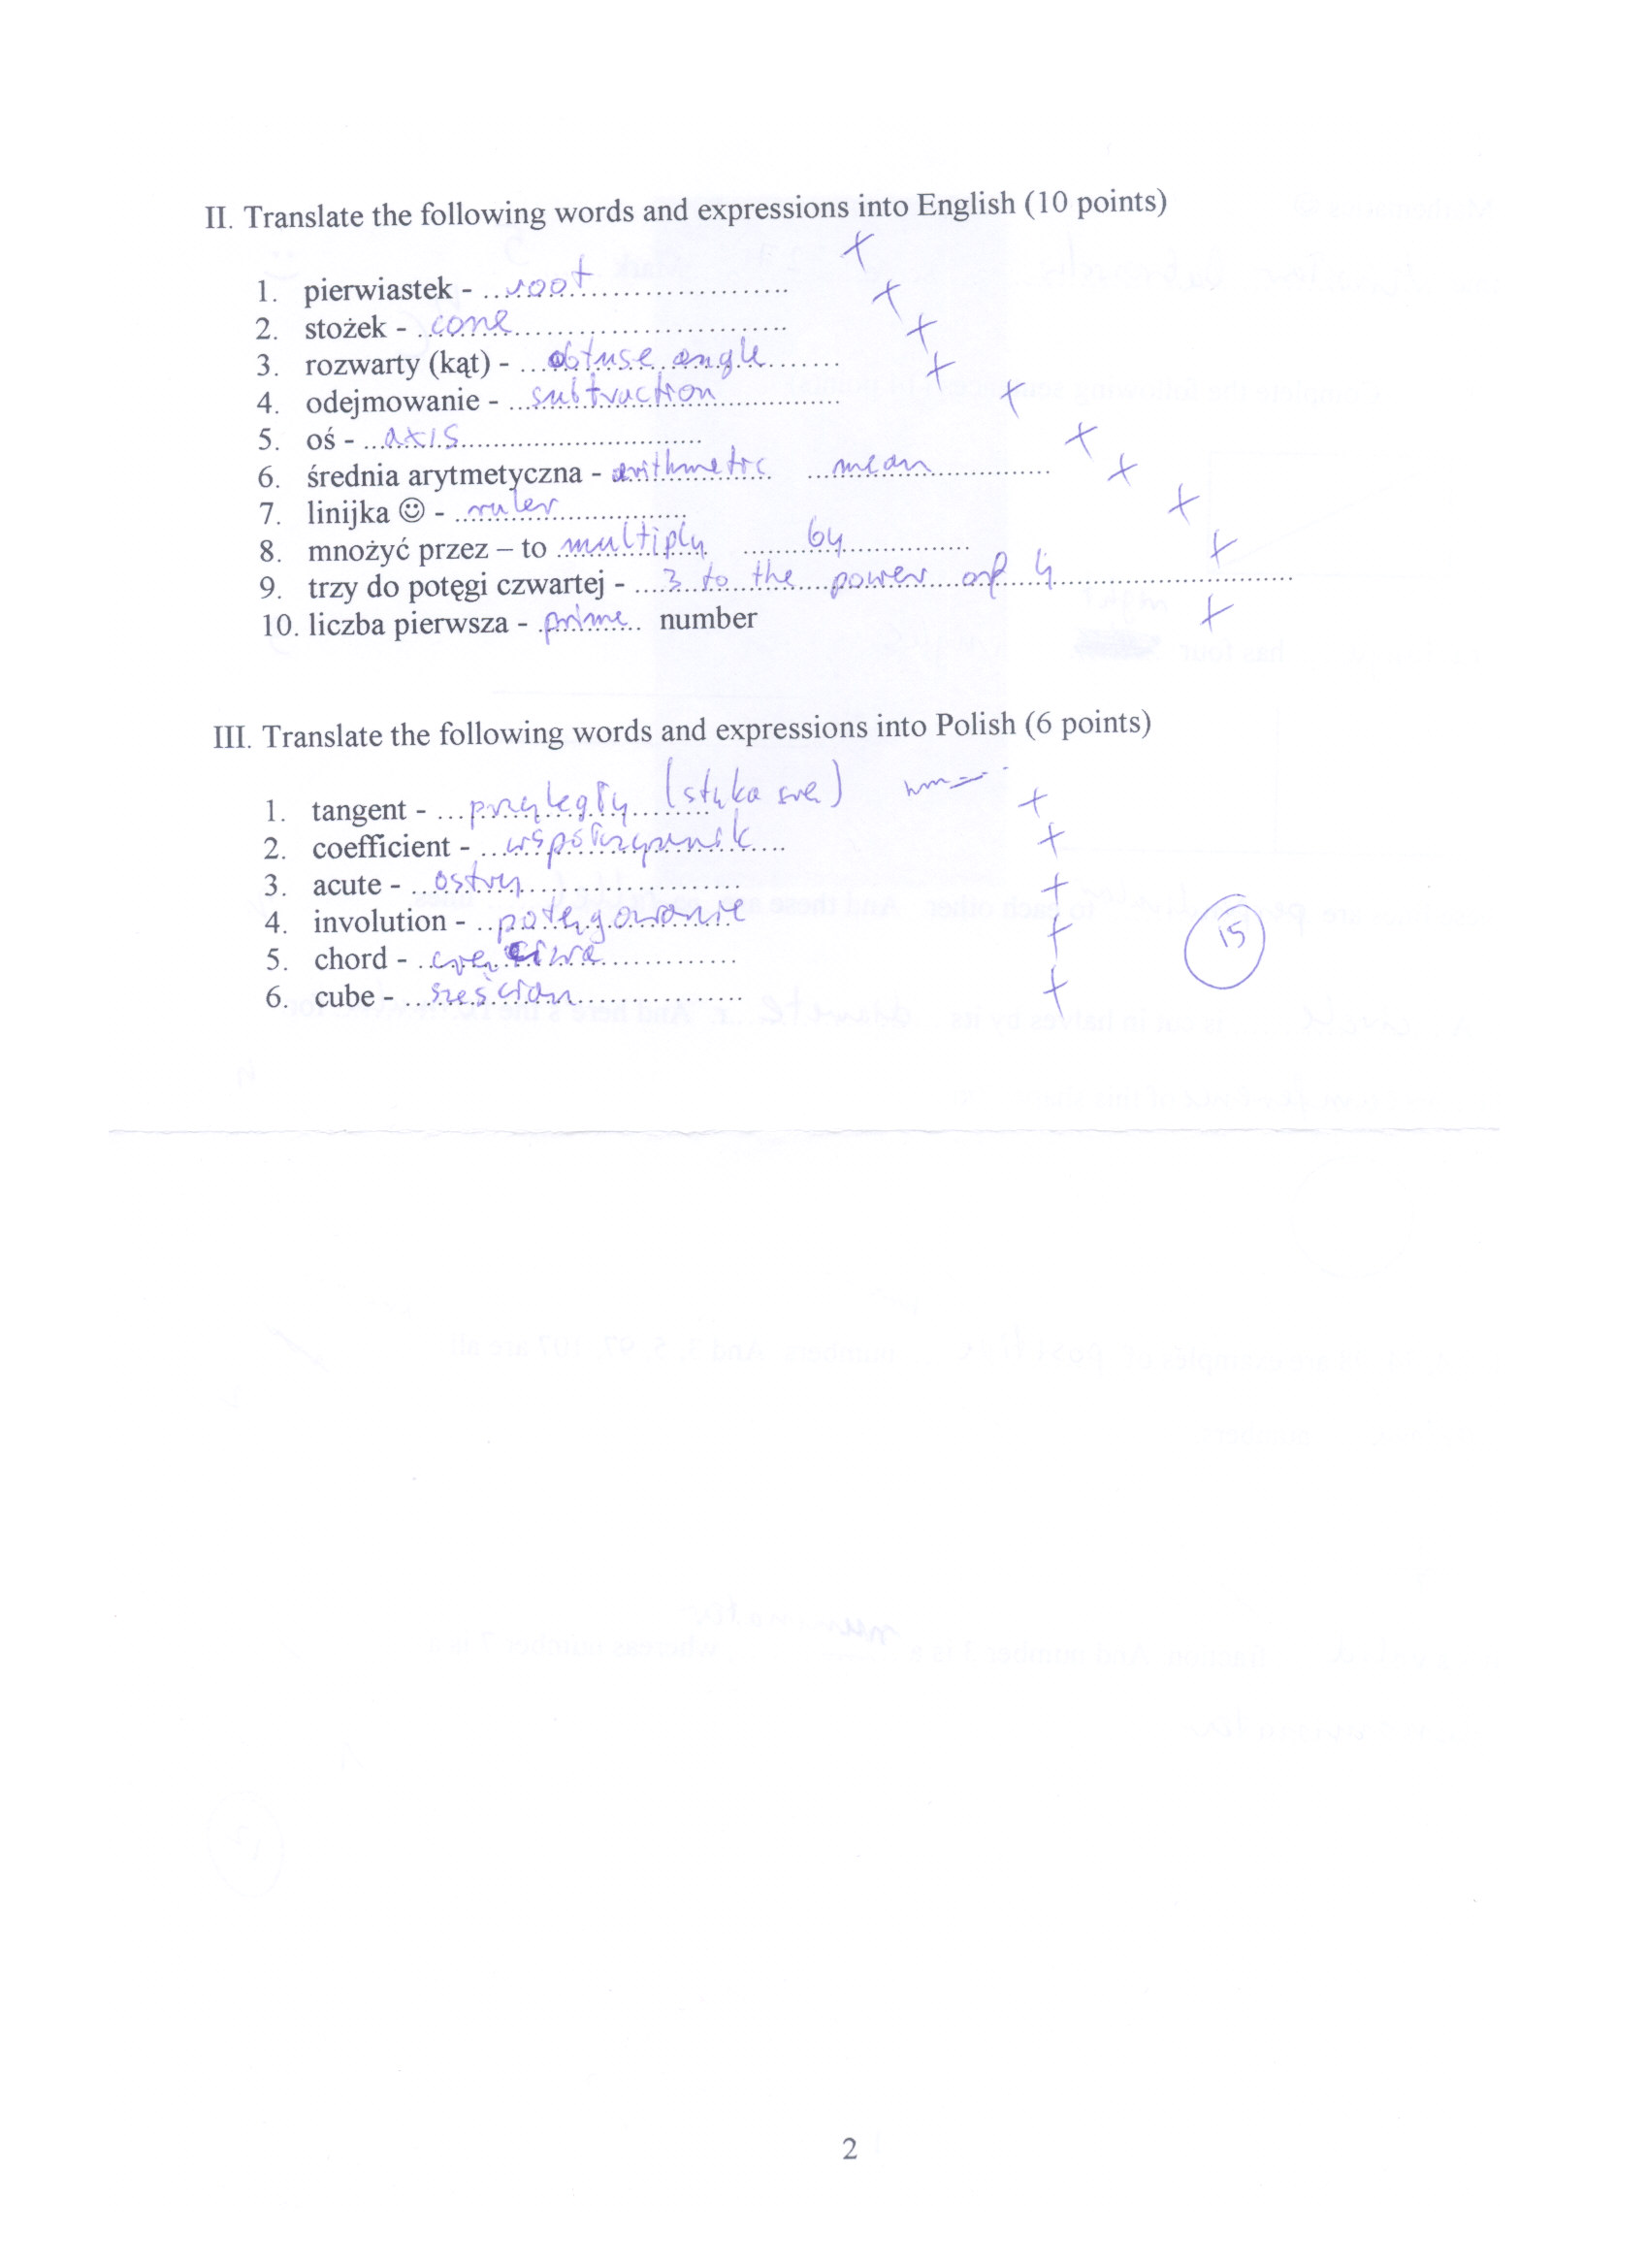 II. Translate the following words and expressions into English (10 points)
1. pierwiastek - ...root...
2. stożek - ...cone...
3. rozwarty (kąt) - ...obtuse angle...
4. odejmowanie - ...subtraction...
5. oś - ...axis...
6. średnia arytmetyczna - arithmetic ...mean...
7. linijka ☺ - ...ruler...
8. mnożyć przez – to multiply ...by...
9. trzy do potęgi czwartej - ...3 to the power of 4...
10. liczba pierwsza - prime number
III. Translate the following words and expressions into Polish (6 points)
1. tangent - ...przyległy (styka się)
2. coefficient - ...współczynnik...
3. acute - ...ostry...
4. involution - ...potęgowanie
5. chord - ...cięciwa...
6. cube - ...sześcian...
15
2